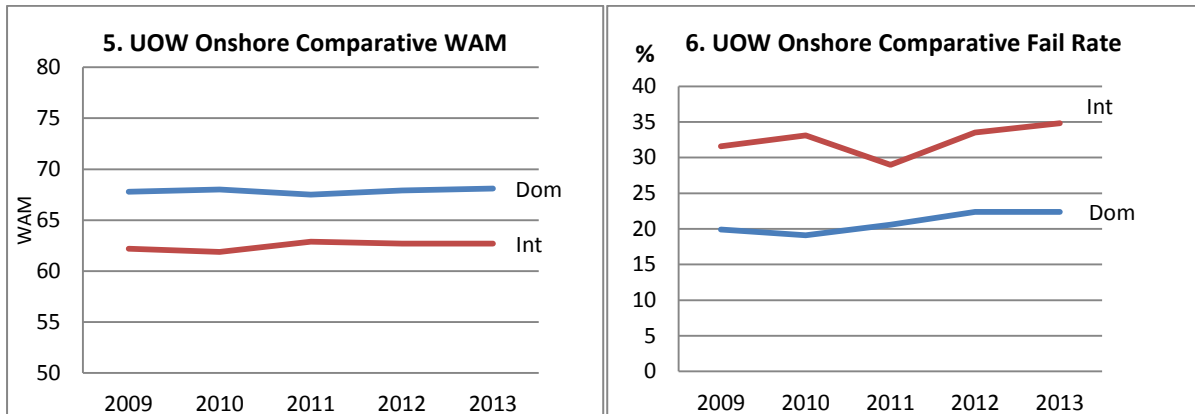 5. UOW Onshore Comparative WAM
80
75
70
65
60
55
50
WAM
Dom
Int
2009 2010 2011 2012 2013
6. UOW Onshore Comparative Fail Rate
%
40
35
30
25
20
15
10
5
0
Int
Dom
2009 2010 2011 2012 2013